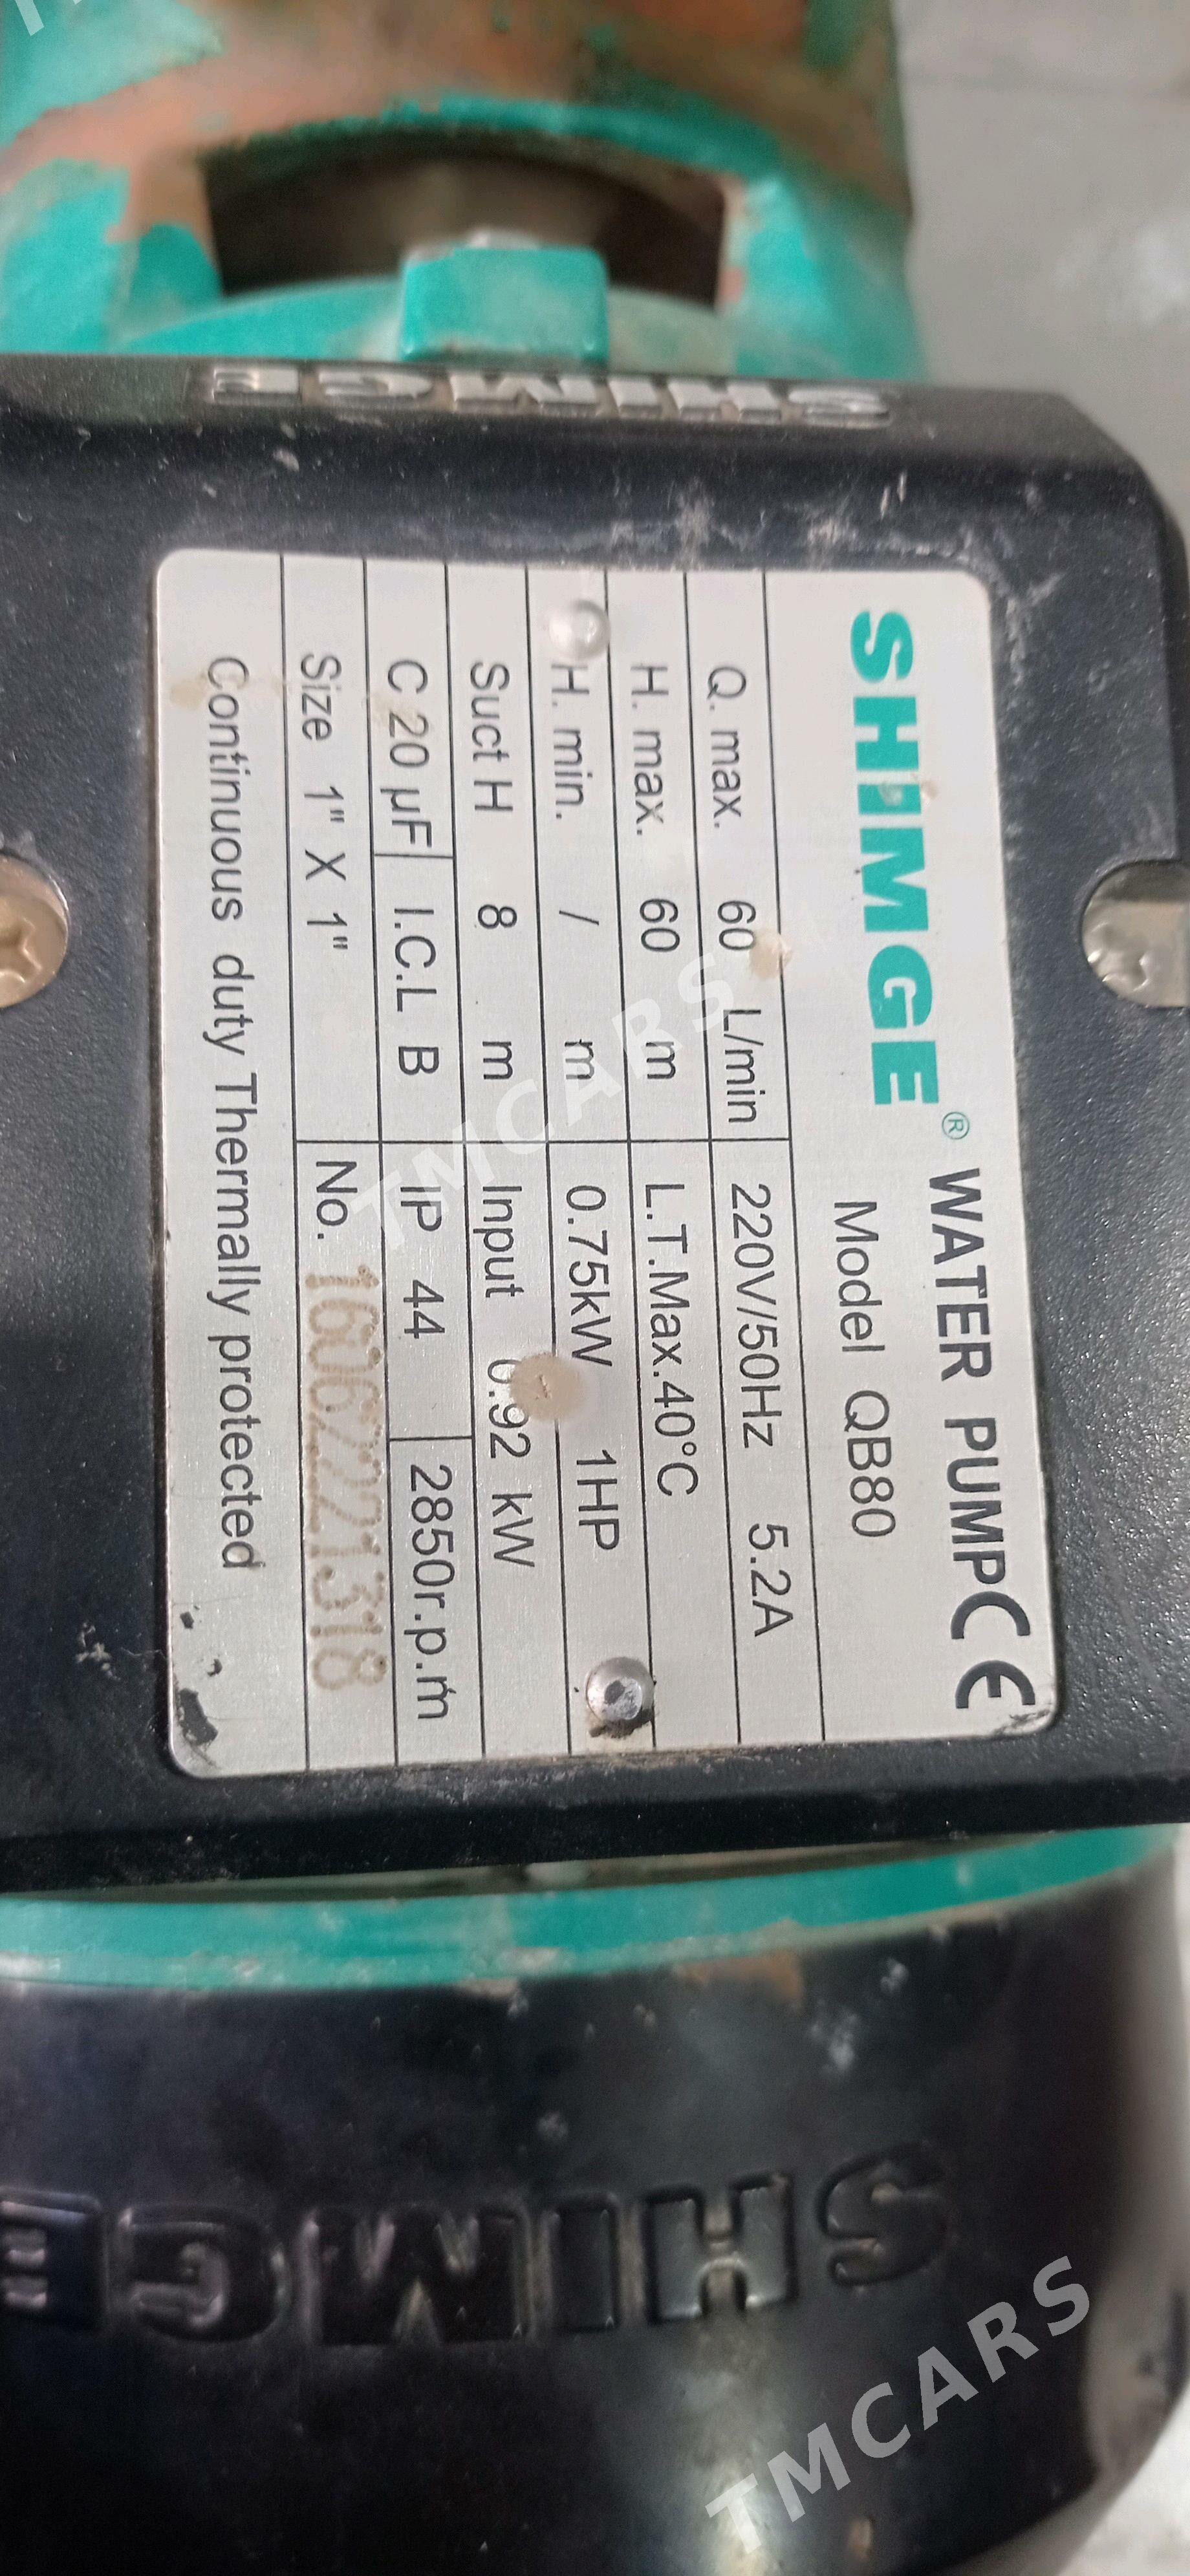 SHIMGE
SHIMGE® WATER PUMP CE
Model QB80
Q. max. 60 L/min 220V/50Hz 5.2A
H. max. 60 m L.T.Max.40°C
H. min. / m 0.75kW 1HP
Suct H 8 m Input 0.92 kW
C 20 µF I.C.L B IP 44 2850r.p.m
Size 1" X 1" No. 16062221318
Continuous duty Thermally protected
SHIMGE
TMCARS
TMCARS